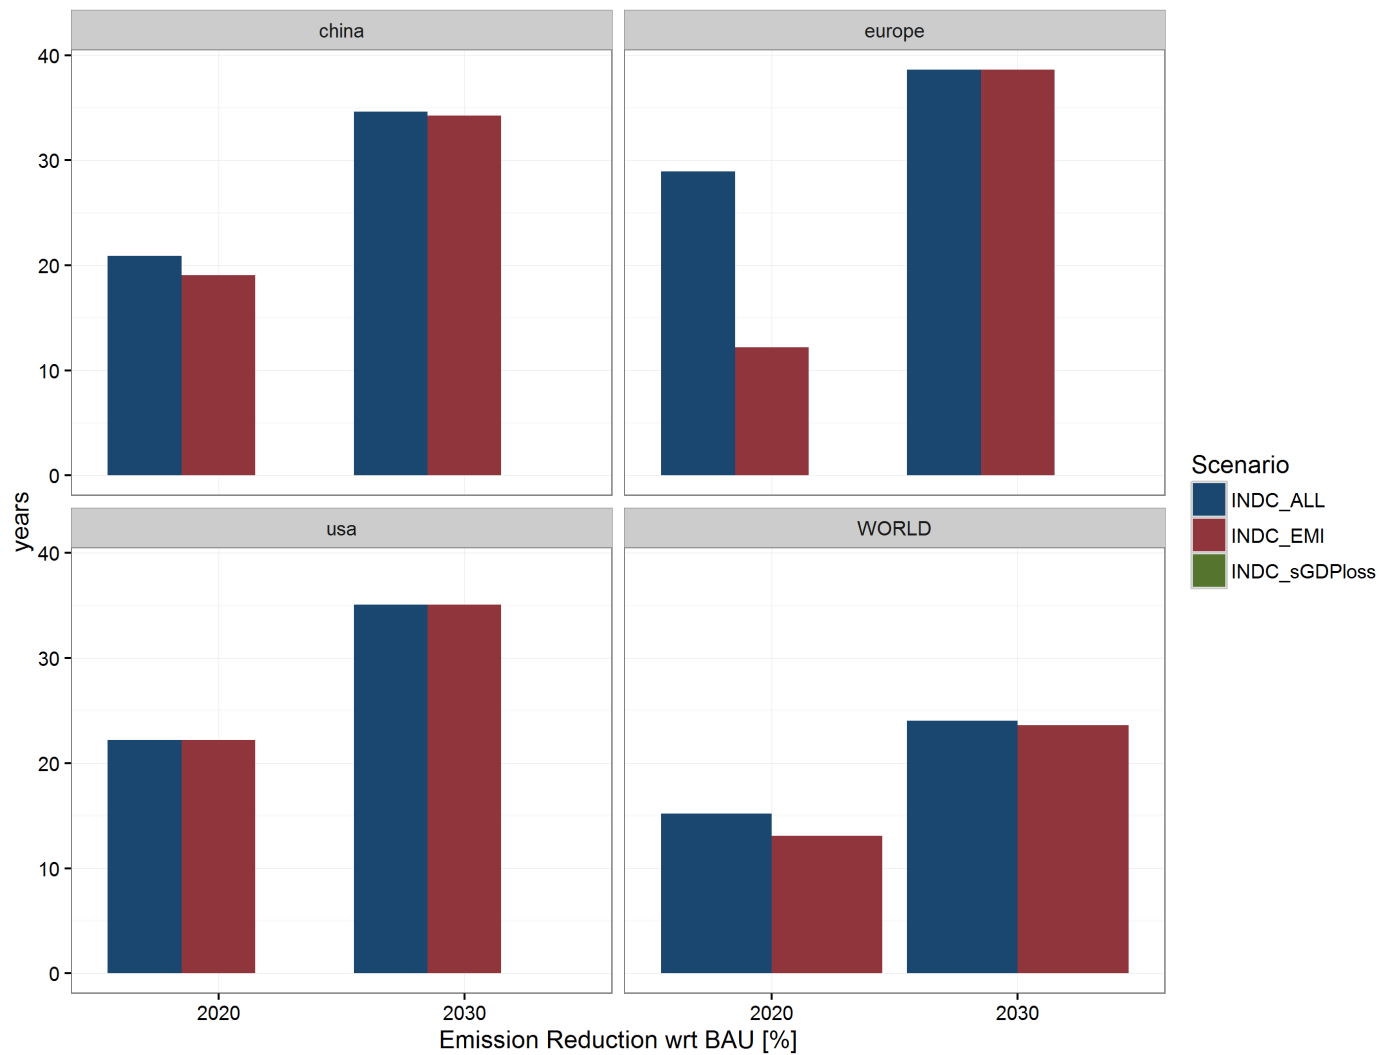 china
europe
40
30
20
10
0
usa
WORLD
40
30
20
10
0
years
2020
2030
2020
2030
Emission Reduction wrt BAU [%]
Scenario
INDC_ALL
INDC_EMI
INDC_sGDPloss